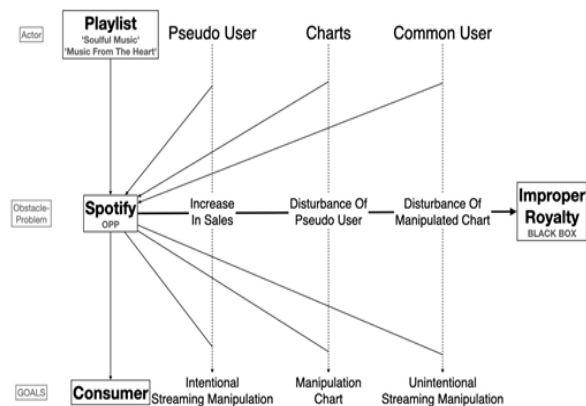 Actor
Playlist
'Soulful Music'
'Music From The Heart'
Pseudo User
Charts
Common User
Obstacle-
Problem
Spotify
OPP
Increase
In Sales
Disturbance Of
Pseudo User
Disturbance Of
Manipulated Chart
Improper
Royalty
BLACK BOX
GOALS
Consumer
Intentional
Streaming Manipulation
Manipulation
Chart
Unintentional
Streaming Manipulation